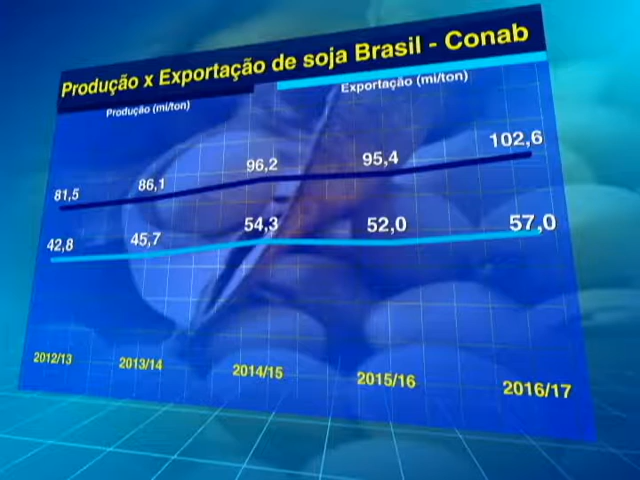 Produção x Exportação de soja Brasil - Conab
Produção (mi/ton)
Exportação (mi/ton)
81,5 86,1 96,2 95,4 102,6
42,8 45,7 54,3 52,0 57,0
2012/13 2013/14 2014/15 2015/16 2016/17